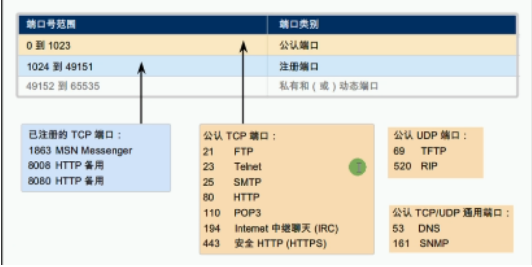 端口号范围 端口类别
0 到 1023 公认端口
1024 到 49151 注册端口
49152 到 65535 私有和 ( 或 ) 动态端口
已注册的 TCP 端口：
1863 MSN Messenger
8008 HTTP 备用
8080 HTTP 备用
公认 TCP 端口：
21 FTP
23 Telnet
25 SMTP
80 HTTP
110 POP3
194 Internet 中继聊天 (IRC)
443 安全 HTTP (HTTPS)
公认 UDP 端口：
69 TFTP
520 RIP
公认 TCP/UDP 通用端口：
53 DNS
161 SNMP